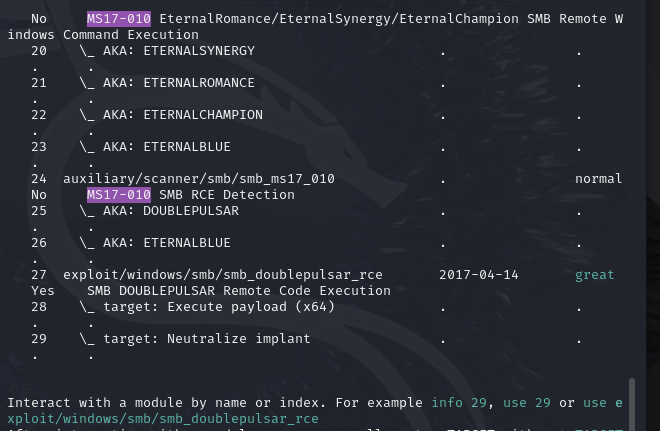 No MS17-010 EternalRomance/EternalSynergy/EternalChampion SMB Remote W
indows Command Execution
20 \_ AKA: ETERNALSYNERGY . .
. .
21 \_ AKA: ETERNALROMANCE . .
. .
22 \_ AKA: ETERNALCHAMPION . .
. .
23 \_ AKA: ETERNALBLUE . .
. .
24 auxiliary/scanner/smb/smb_ms17_010 . normal
No MS17-010 SMB RCE Detection
25 \_ AKA: DOUBLEPULSAR . .
. .
26 \_ AKA: ETERNALBLUE . .
. .
27 exploit/windows/smb/smb_doublepulsar_rce 2017-04-14 great
Yes SMB DOUBLEPULSAR Remote Code Execution
28 \_ target: Execute payload (x64) . .
. .
29 \_ target: Neutralize implant . .
. .
Interact with a module by name or index. For example info 29, use 29 or use e
xploit/windows/smb/smb_doublepulsar_rce